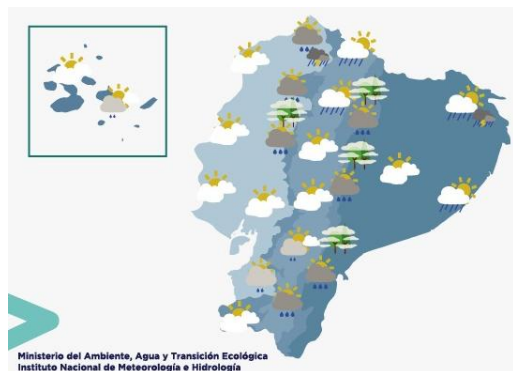 Ministerio del Ambiente, Agua y Transición Ecológica
Instituto Nacional de Meteorología e Hidrología